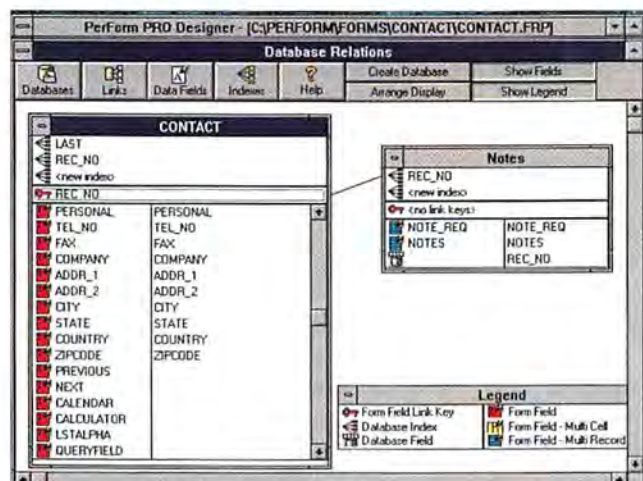 PerForm PRO Designer - [C:\PERFORM\FORMS\CONTACT\CONTACT.FRP]
Database Relations
Databases
Links
Data Fields
Indexes
Help
Create Database
Show Fields
Arrange Display
Show Legend
CONTACT
LAST
REC_NO
<new index>
REC_NO
PERSONAL PERSONAL
TEL_NO TEL_NO
FAX FAX
COMPANY COMPANY
ADDR_1 ADDR_1
ADDR_2 ADDR_2
CITY CITY
STATE STATE
COUNTRY COUNTRY
ZIPCODE ZIPCODE
PREVIOUS
NEXT
CALENDAR
CALCULATOR
LSTALPHA
QUERYFIELD
Notes
REC_NO
<new index>
<no link keys>
NOTE_REQ NOTE_REQ
NOTES NOTES
REC_NO
Legend
Form Field Link Key Form Field
Database Index Form Field - Multi Cell
Database Field Form Field - Multi Record